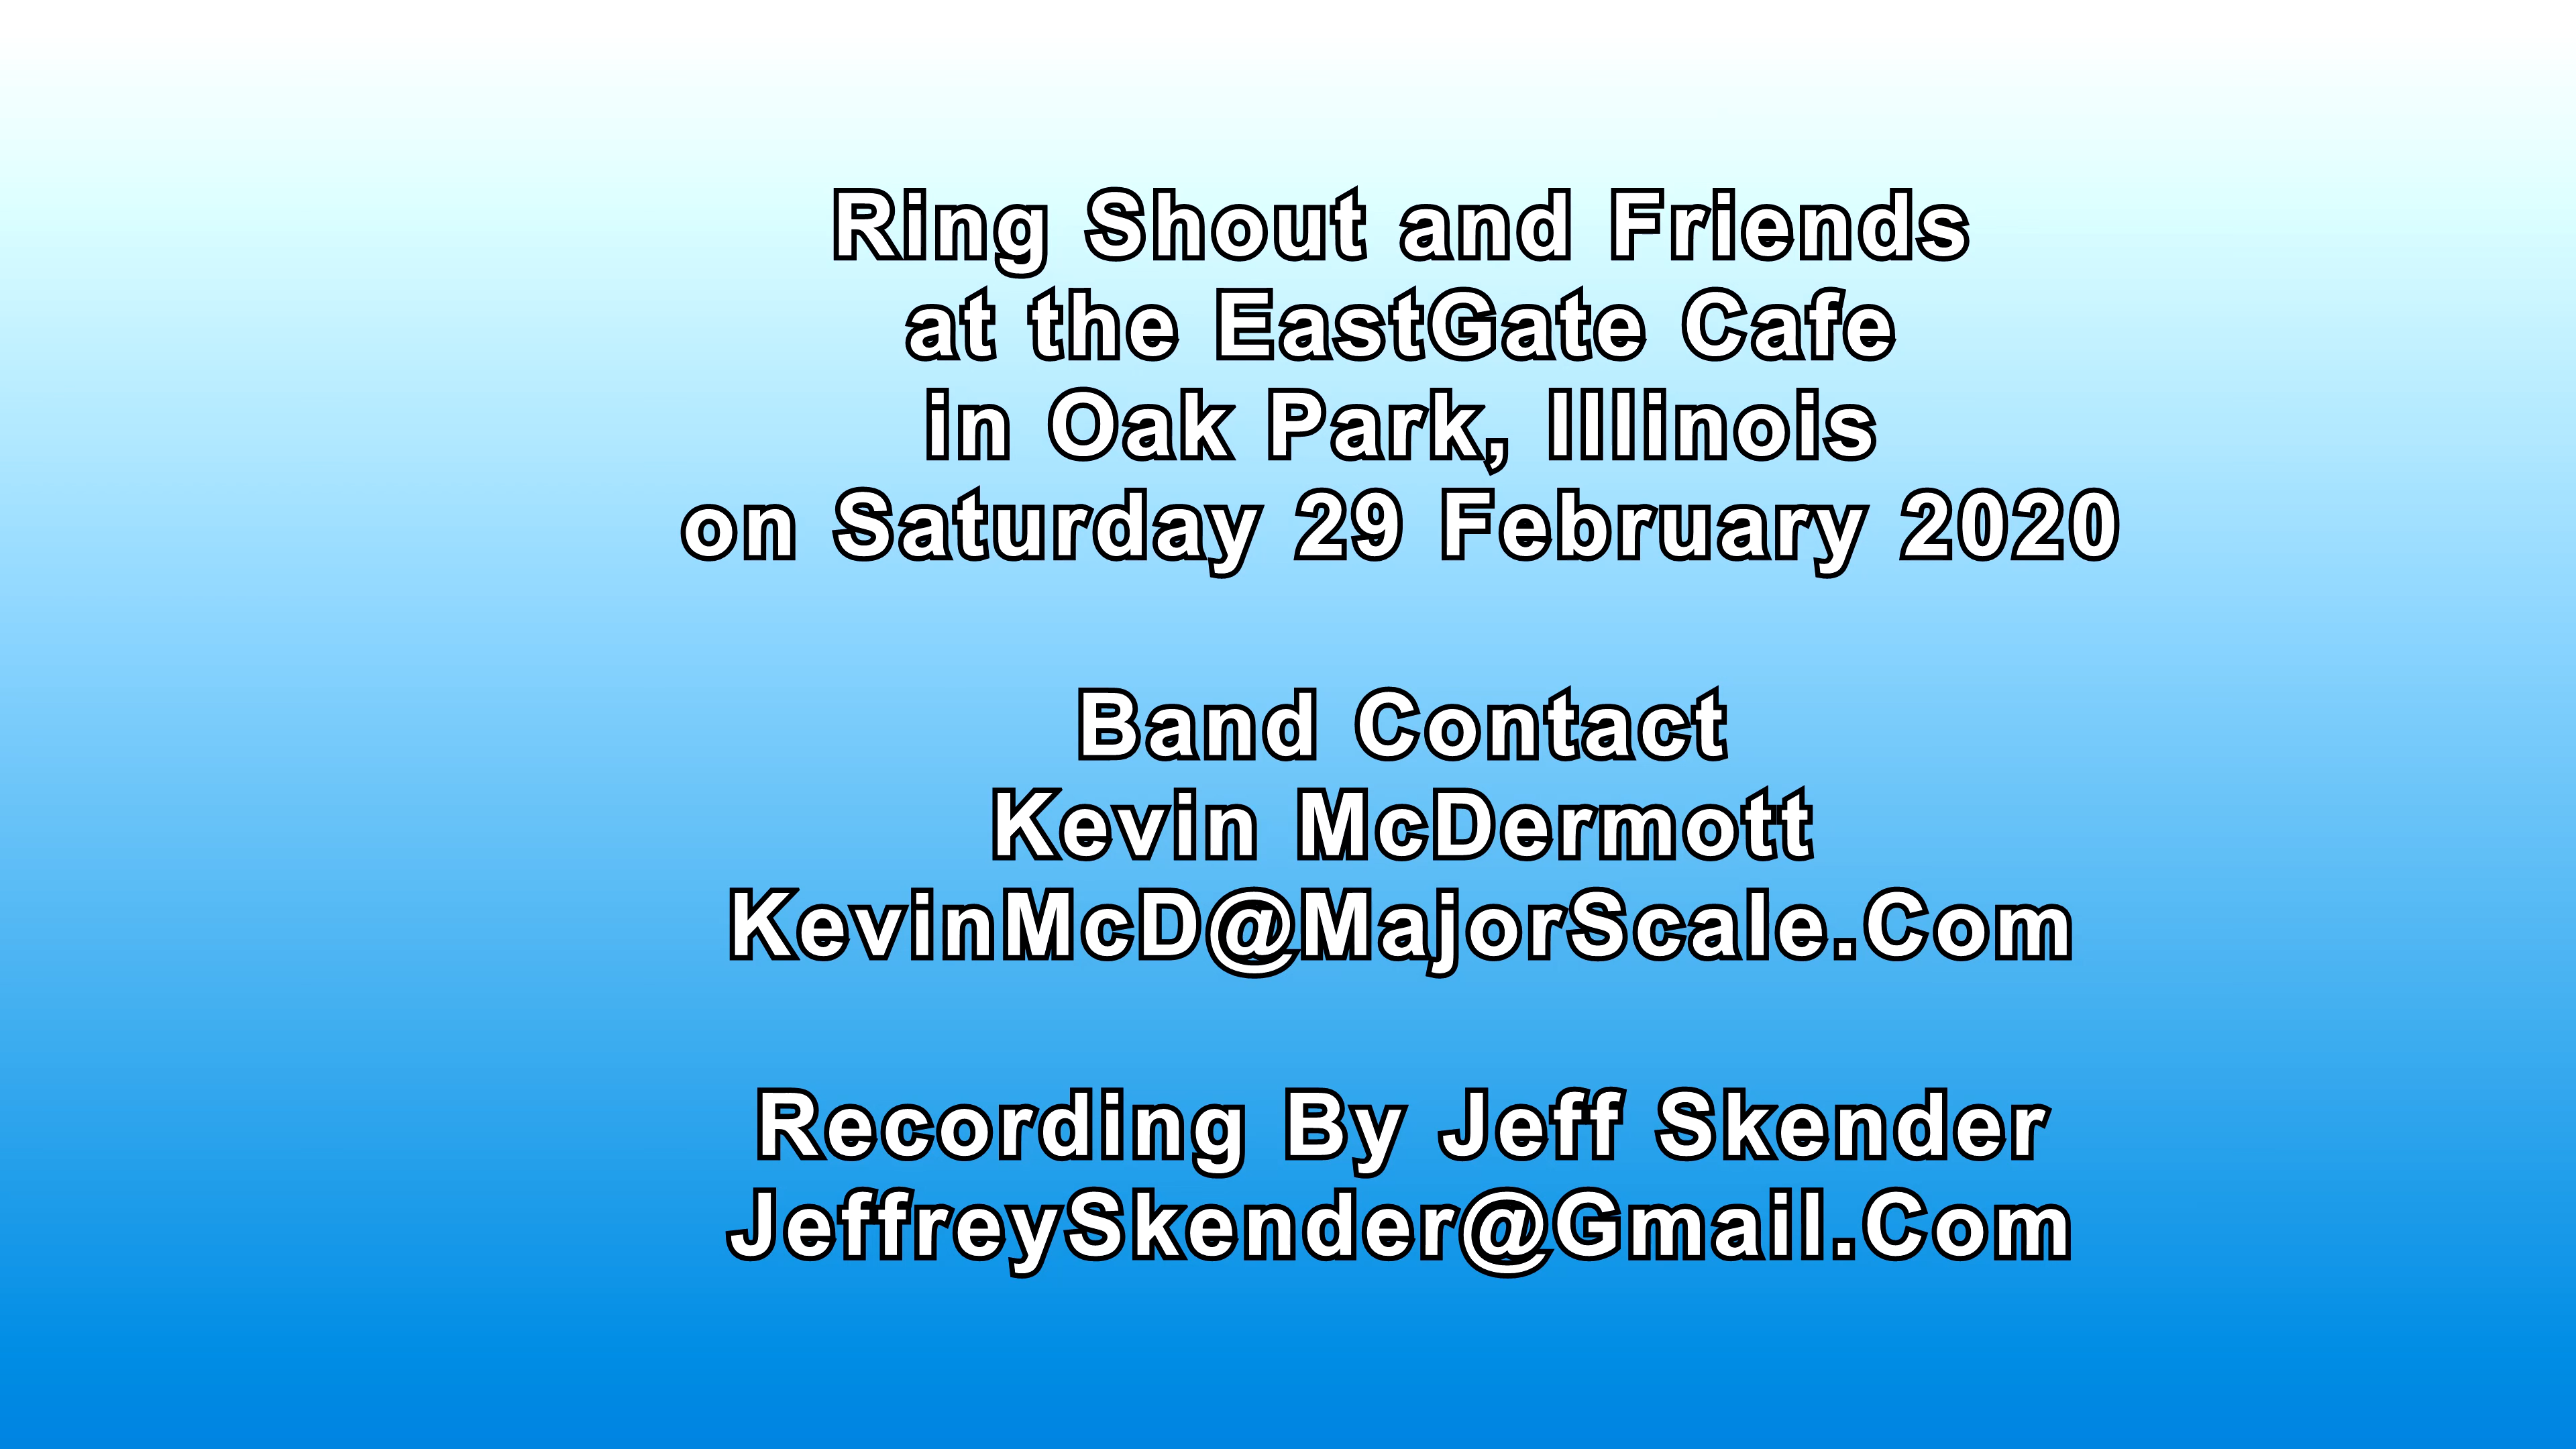 Ring Shout and Friends
at the EastGate Cafe
in Oak Park, Illinois
on Saturday 29 February 2020
Band Contact
Kevin McDermott
KevinMcD@MajorScale.Com
Recording By Jeff Skender
JeffreySkender@Gmail.Com